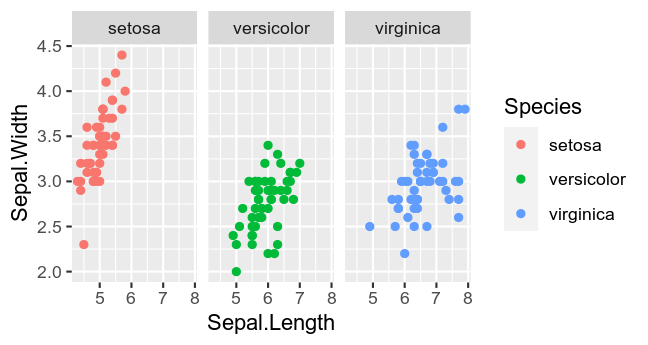 setosa versicolor virginica
4.5
4.0
3.5
3.0
2.5
2.0
Sepal.Width
5 6 7 8 5 6 7 8 5 6 7 8
Sepal.Length
Species
setosa
versicolor
virginica